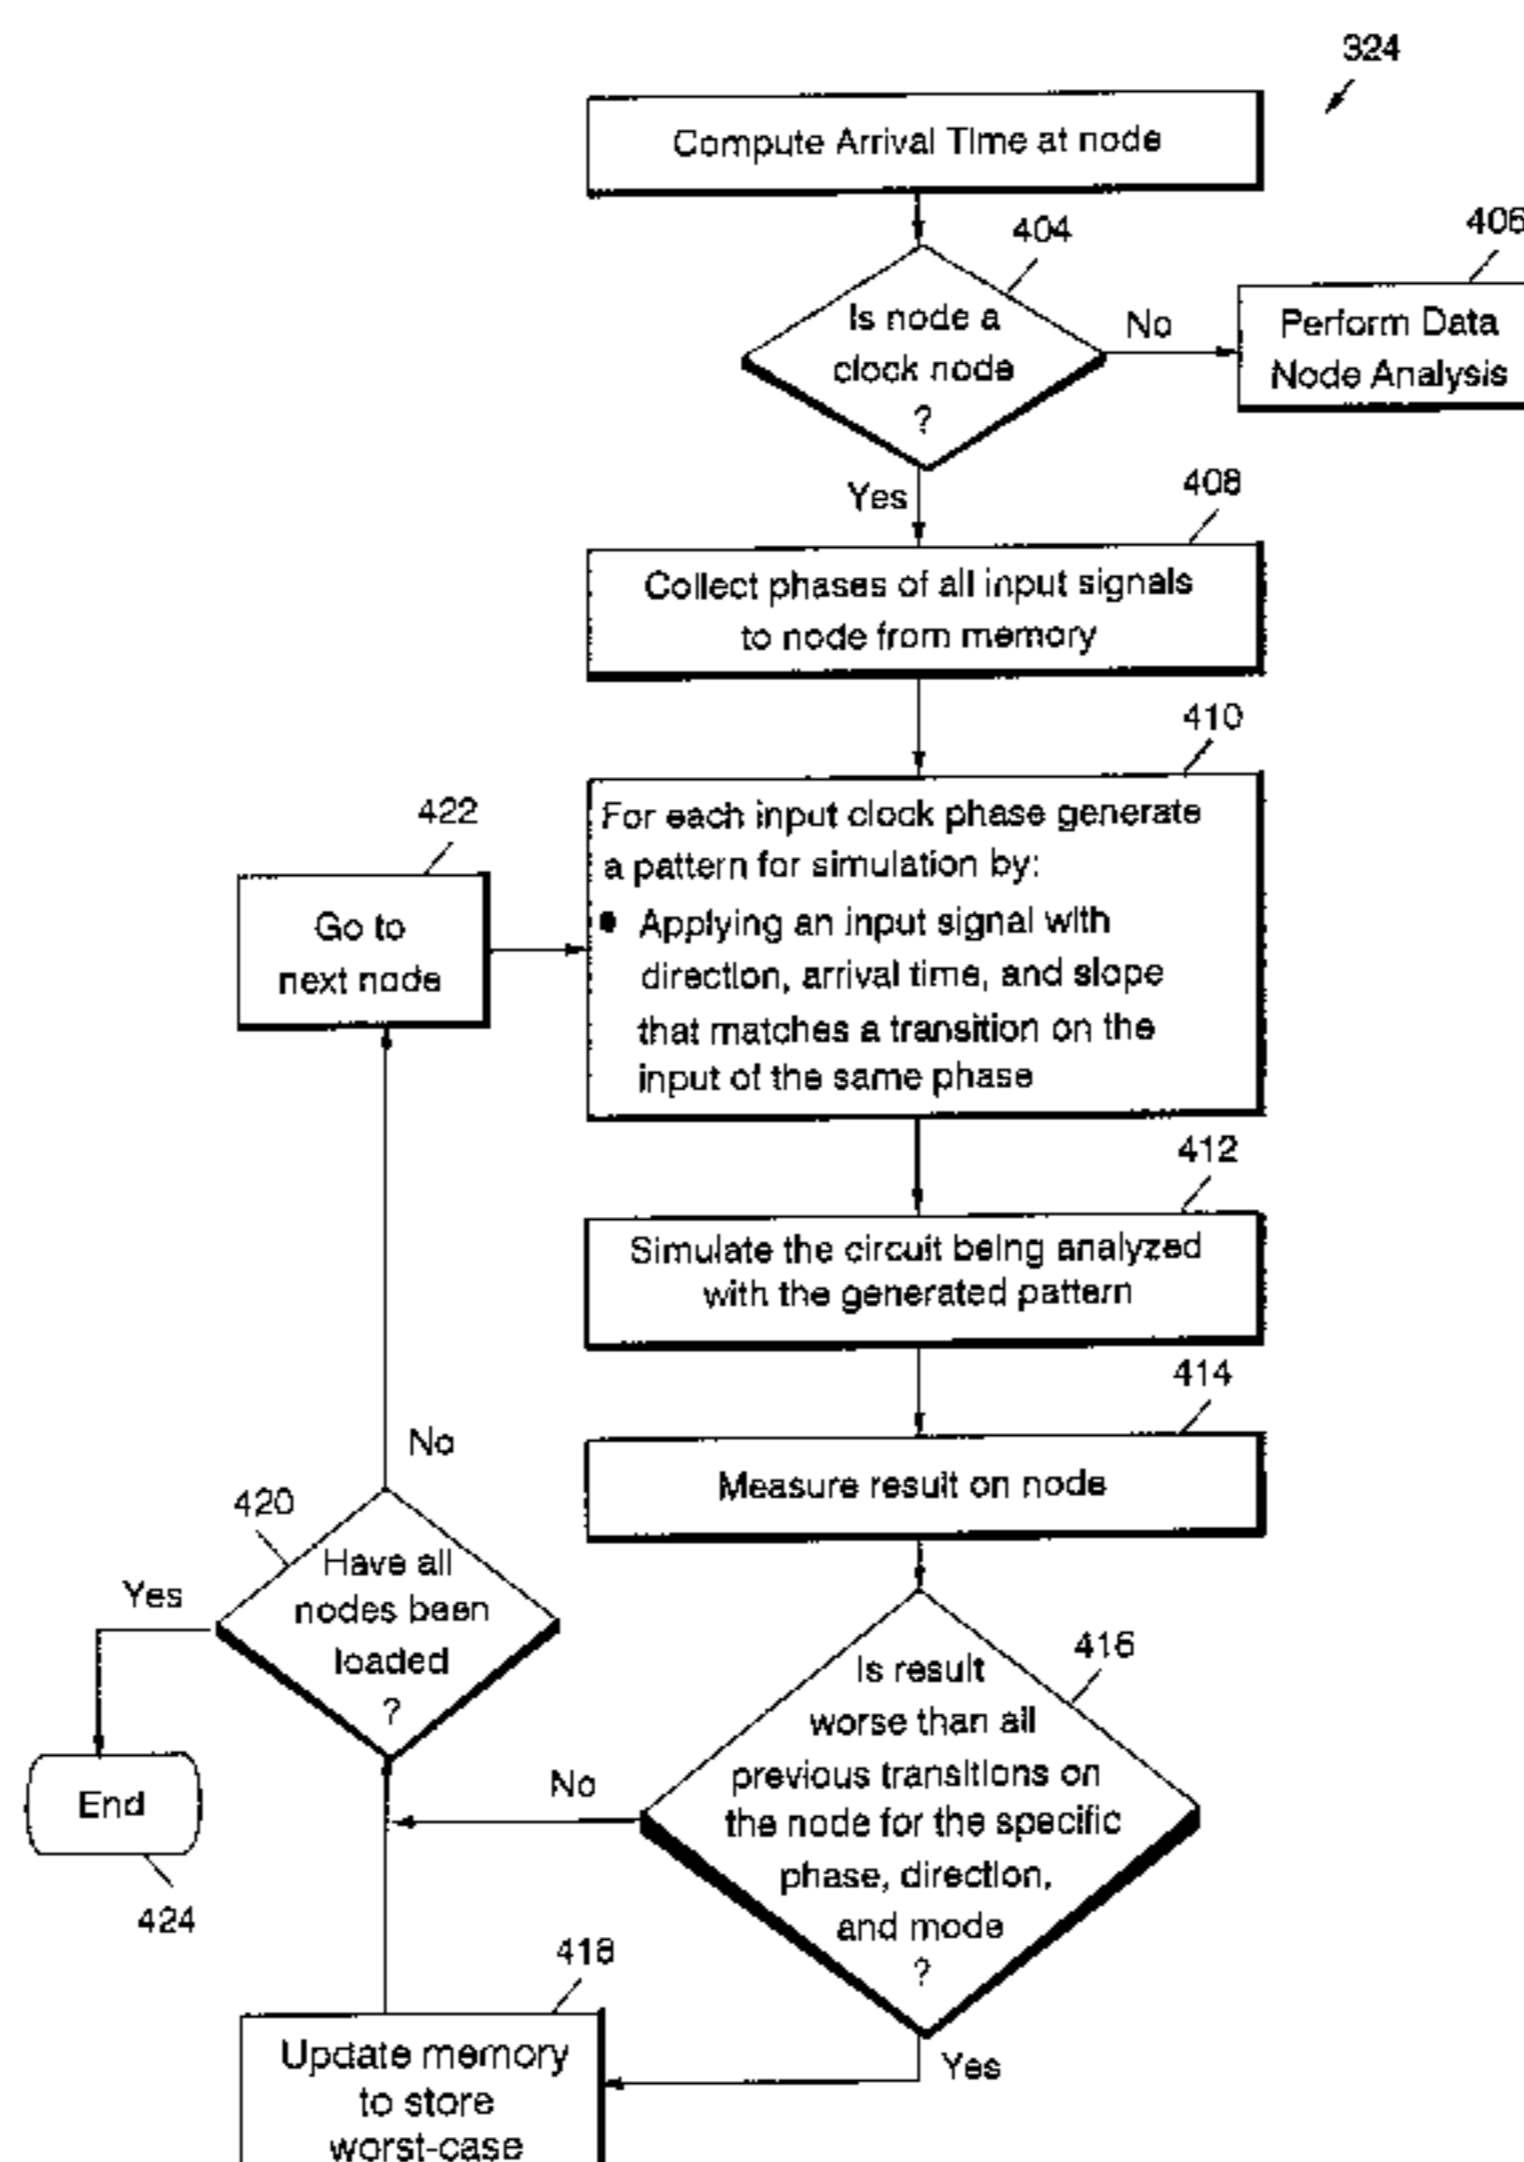 324
Compute Arrival Time at node
404
406
Is node a
clock node
?
No
Perform Data
Node Analysis
Yes
408
Collect phases of all input signals
to node from memory
410
For each input clock phase generate
a pattern for simulation by:
• Applying an input signal with
direction, arrival time, and slope
that matches a transition on the
input of the same phase
422
Go to
next node
412
Simulate the circuit being analyzed
with the generated pattern
414
Measure result on node
No
420
Have all
nodes been
loaded
?
Yes
End
424
416
Is result
worse than all
previous transitions on
the node for the specific
phase, direction,
and mode
?
No
Yes
418
Update memory
to store
worst-case